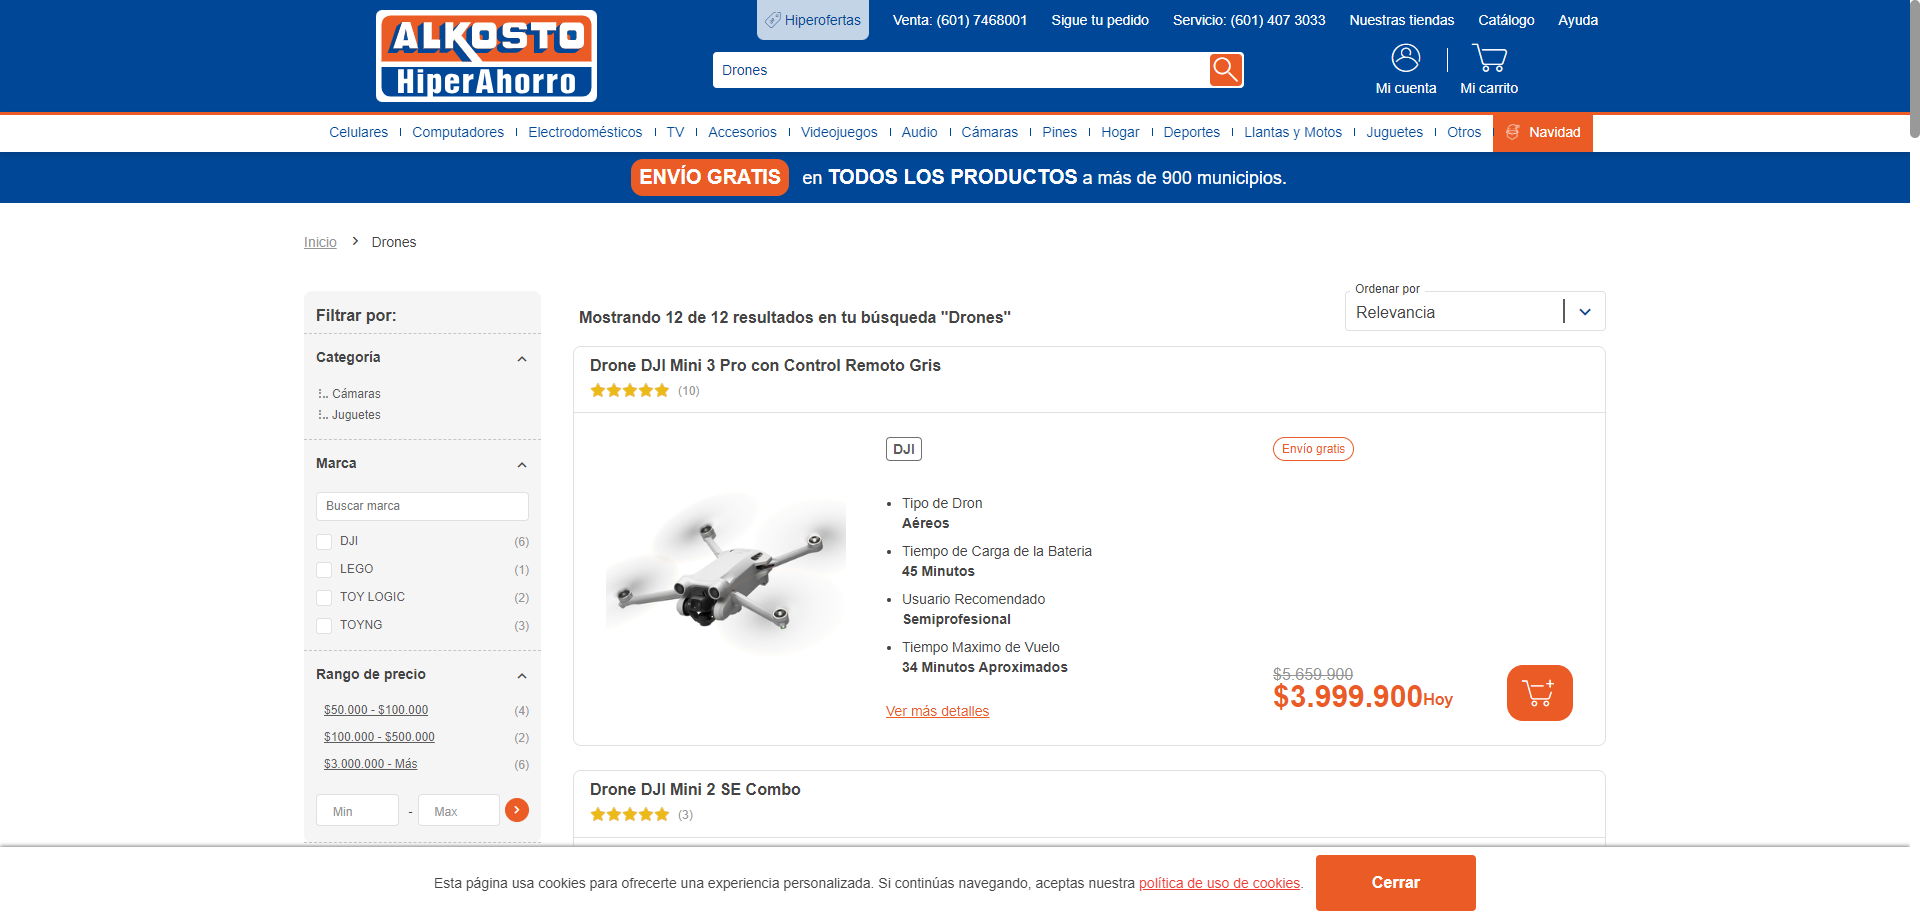 ALKOSTO
HiperAhorro
Hiperofertas
Venta: (601) 7468001
Sigue tu pedido
Servicio: (601) 407 3033
Nuestras tiendas
Catálogo
Ayuda
Drones
Mi cuenta
Mi carrito
Celulares
Computadores
Electrodomésticos
TV
Accesorios
Videojuegos
Audio
Cámaras
Pines
Hogar
Deportes
Llantas y Motos
Juguetes
Otros
Navidad
ENVÍO GRATIS en TODOS LOS PRODUCTOS a más de 900 municipios.
Inicio > Drones
Filtrar por:
Categoría
Cámaras
Juguetes
Marca
Buscar marca
DJI (6)
LEGO (1)
TOY LOGIC (2)
TOYNG (3)
Rango de precio
$50.000 - $100.000 (4)
$100.000 - $500.000 (2)
$3.000.000 - Más (6)
Min - Max
Mostrando 12 de 12 resultados en tu búsqueda "Drones"
Ordenar por
Relevancia
Drone DJI Mini 3 Pro con Control Remoto Gris
(10)
DJI
Envío gratis
• Tipo de Dron
Aéreos
• Tiempo de Carga de la Bateria
45 Minutos
• Usuario Recomendado
Semiprofesional
• Tiempo Maximo de Vuelo
34 Minutos Aproximados
Ver más detalles
$5.659.900
$3.999.900Hoy
Drone DJI Mini 2 SE Combo
(3)
Esta página usa cookies para ofrecerte una experiencia personalizada. Si continúas navegando, aceptas nuestra política de uso de cookies.
Cerrar